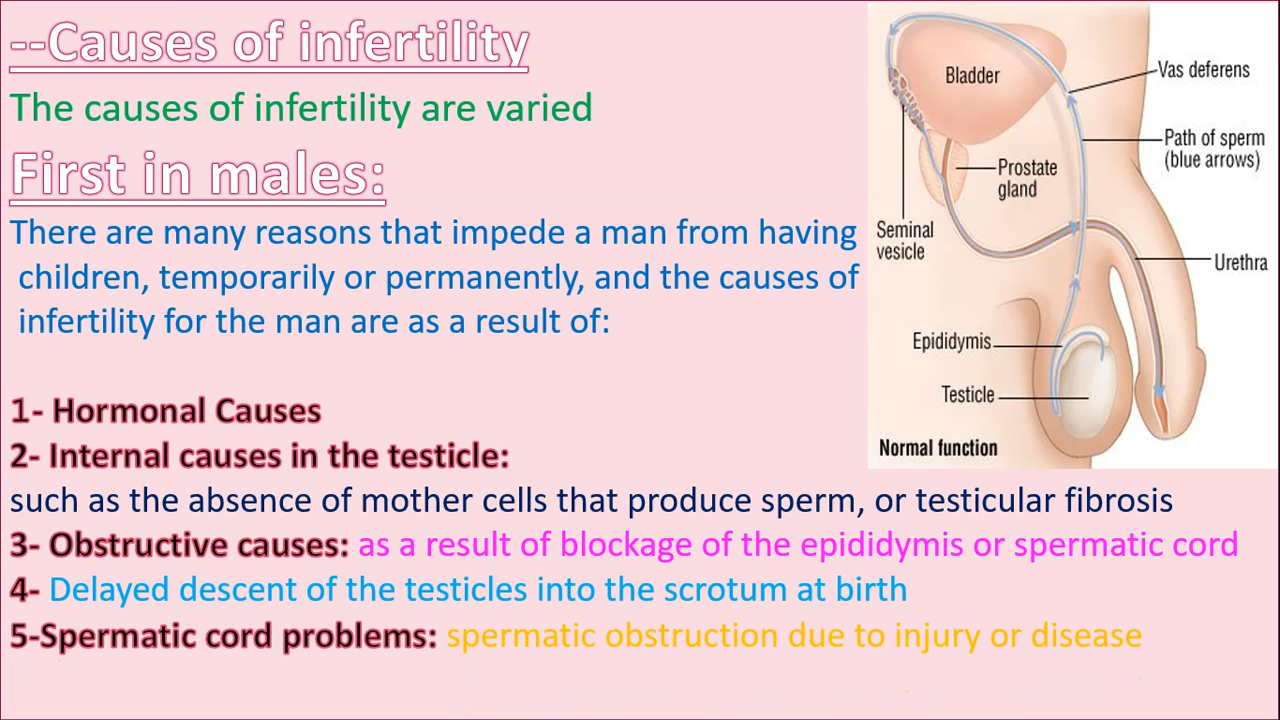 --Causes of infertility
The causes of infertility are varied
First in males:
There are many reasons that impede a man from having
children, temporarily or permanently, and the causes of
infertility for the man are as a result of:
1- Hormonal Causes
2- Internal causes in the testicle:
such as the absence of mother cells that produce sperm, or testicular fibrosis
3- Obstructive causes: as a result of blockage of the epididymis or spermatic cord
4- Delayed descent of the testicles into the scrotum at birth
5-Spermatic cord problems: spermatic obstruction due to injury or disease
Bladder
Vas deferens
Path of sperm
(blue arrows)
Prostate
gland
Seminal
vesicle
Urethra
Epididymis
Testicle
Normal function